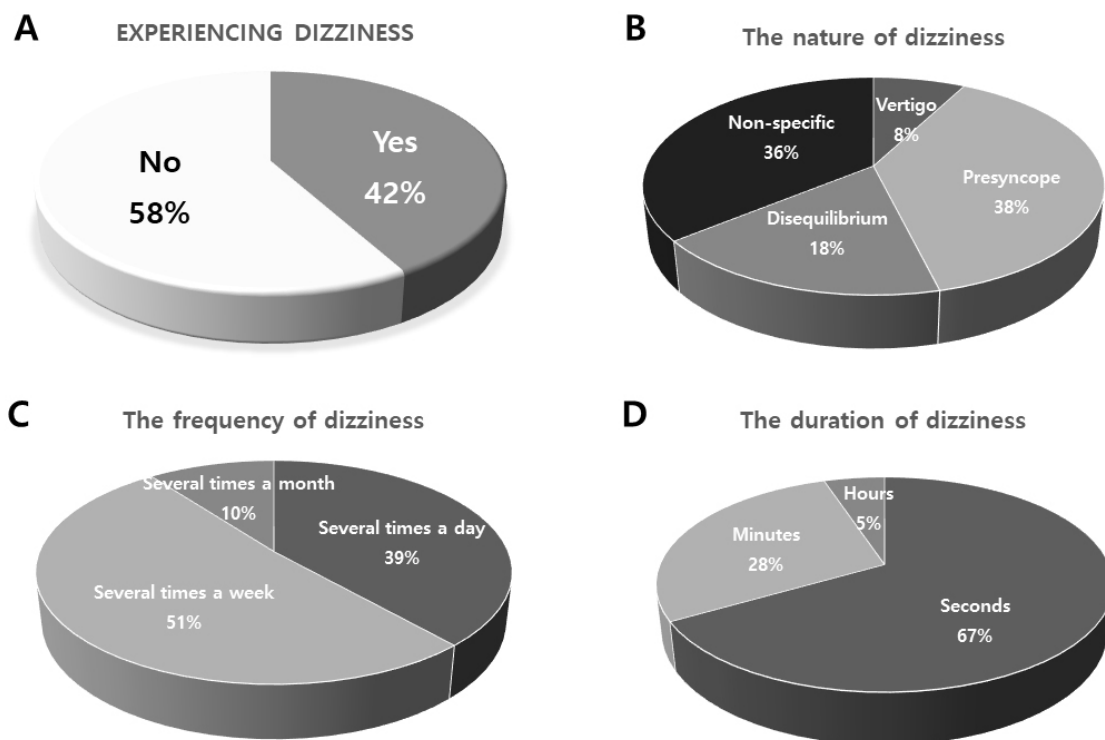 A
EXPERIENCING DIZZINESS
No
58%
Yes
42%
B
The nature of dizziness
Vertigo
8%
Presyncope
38%
Disequilibrium
18%
Non-specific
36%
C
The frequency of dizziness
Several times a month
10%
Several times a day
39%
Several times a week
51%
D
The duration of dizziness
Hours
5%
Minutes
28%
Seconds
67%